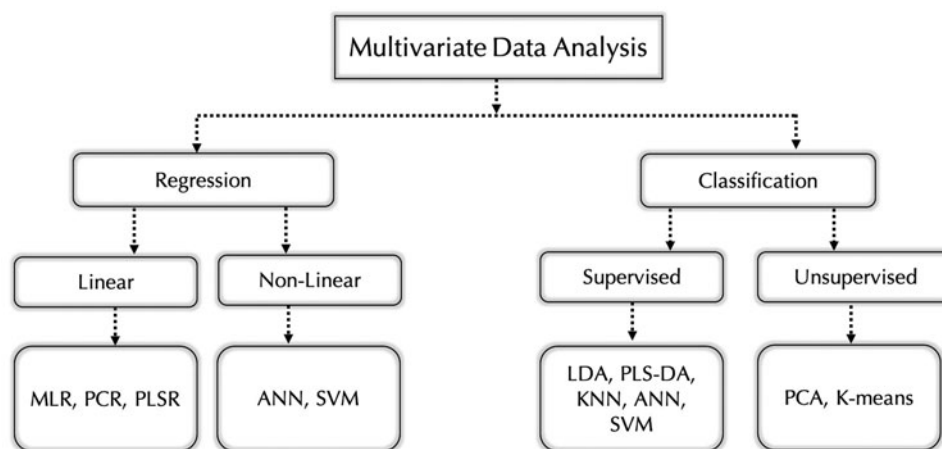 Multivariate Data Analysis
Regression
Classification
Linear
Non-Linear
Supervised
Unsupervised
MLR, PCR, PLSR
ANN, SVM
LDA, PLS-DA,
KNN, ANN,
SVM
PCA, K-means